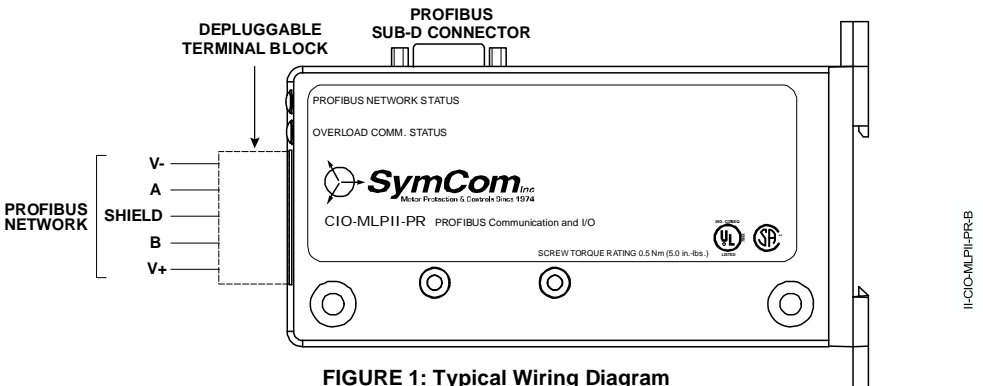 PROFIBUS
SUB-D CONNECTOR
DEPLUGGABLE
TERMINAL BLOCK
PROFIBUS NETWORK STATUS
OVERLOAD COMM. STATUS
V-
A
SHIELD
B
V+
PROFIBUS
NETWORK
SymCom Inc
Motor Protection & Controls Since 1974
CIO-MLPII-PR PROFIBUS Communication and I/O
UL
LISTED
SA
SCREW TORQUE RATING 0.5 Nm (5.0 in.-lbs.)
II-CIO-MLPII-PR-B
FIGURE 1: Typical Wiring Diagram